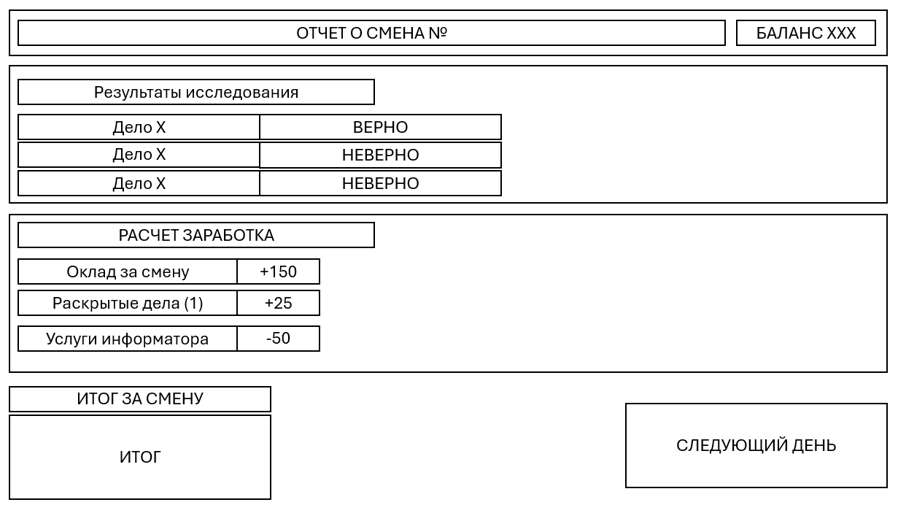 ОТЧЕТ О СМЕНА № БАЛАНС XXX
Результаты исследования
Дело X ВЕРНО
Дело X НЕВЕРНО
Дело X НЕВЕРНО
РАСЧЕТ ЗАРАБОТКА
Оклад за смену +150
Раскрытые дела (1) +25
Услуги информатора -50
ИТОГ ЗА СМЕНУ
ИТОГ
СЛЕДУЮЩИЙ ДЕНЬ